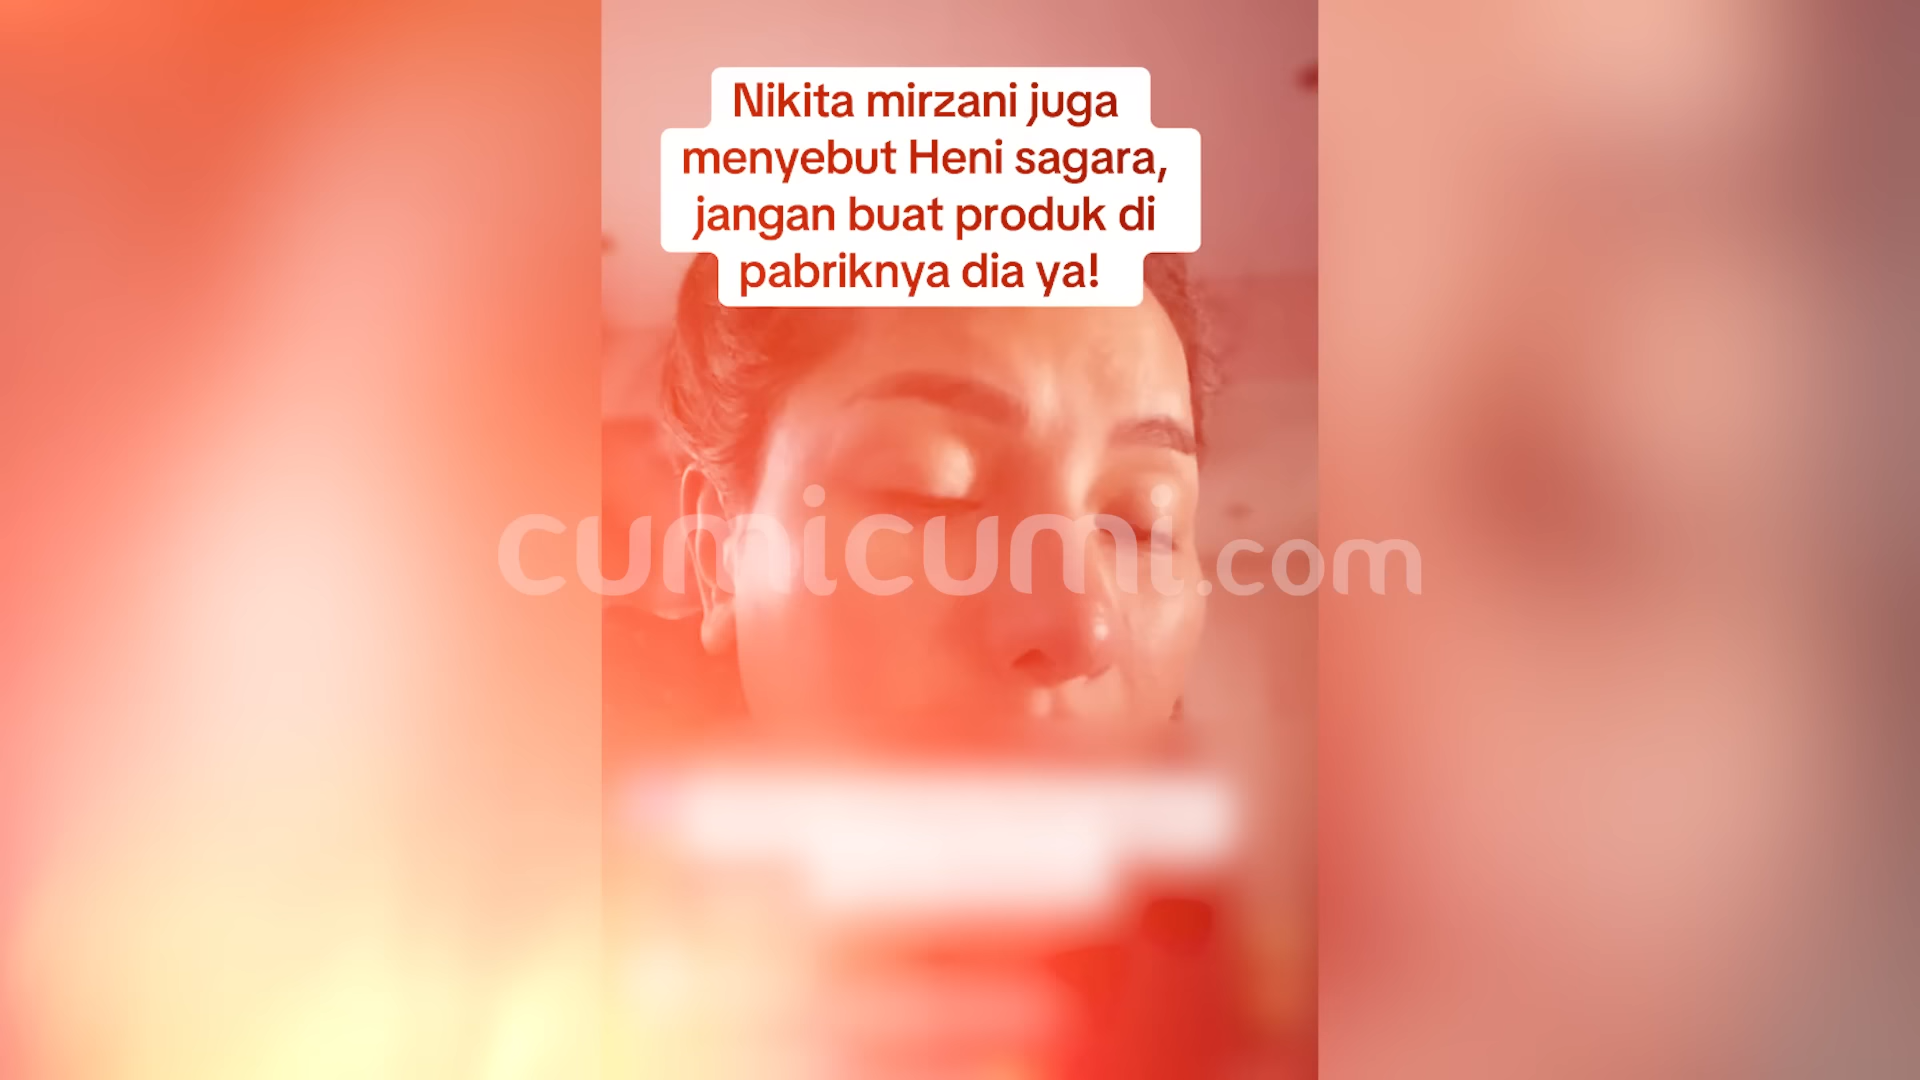 Nikita mirzani juga
menyebut Heni sagara,
jangan buat produk di
pabriknya dia ya!
cumicumi.com